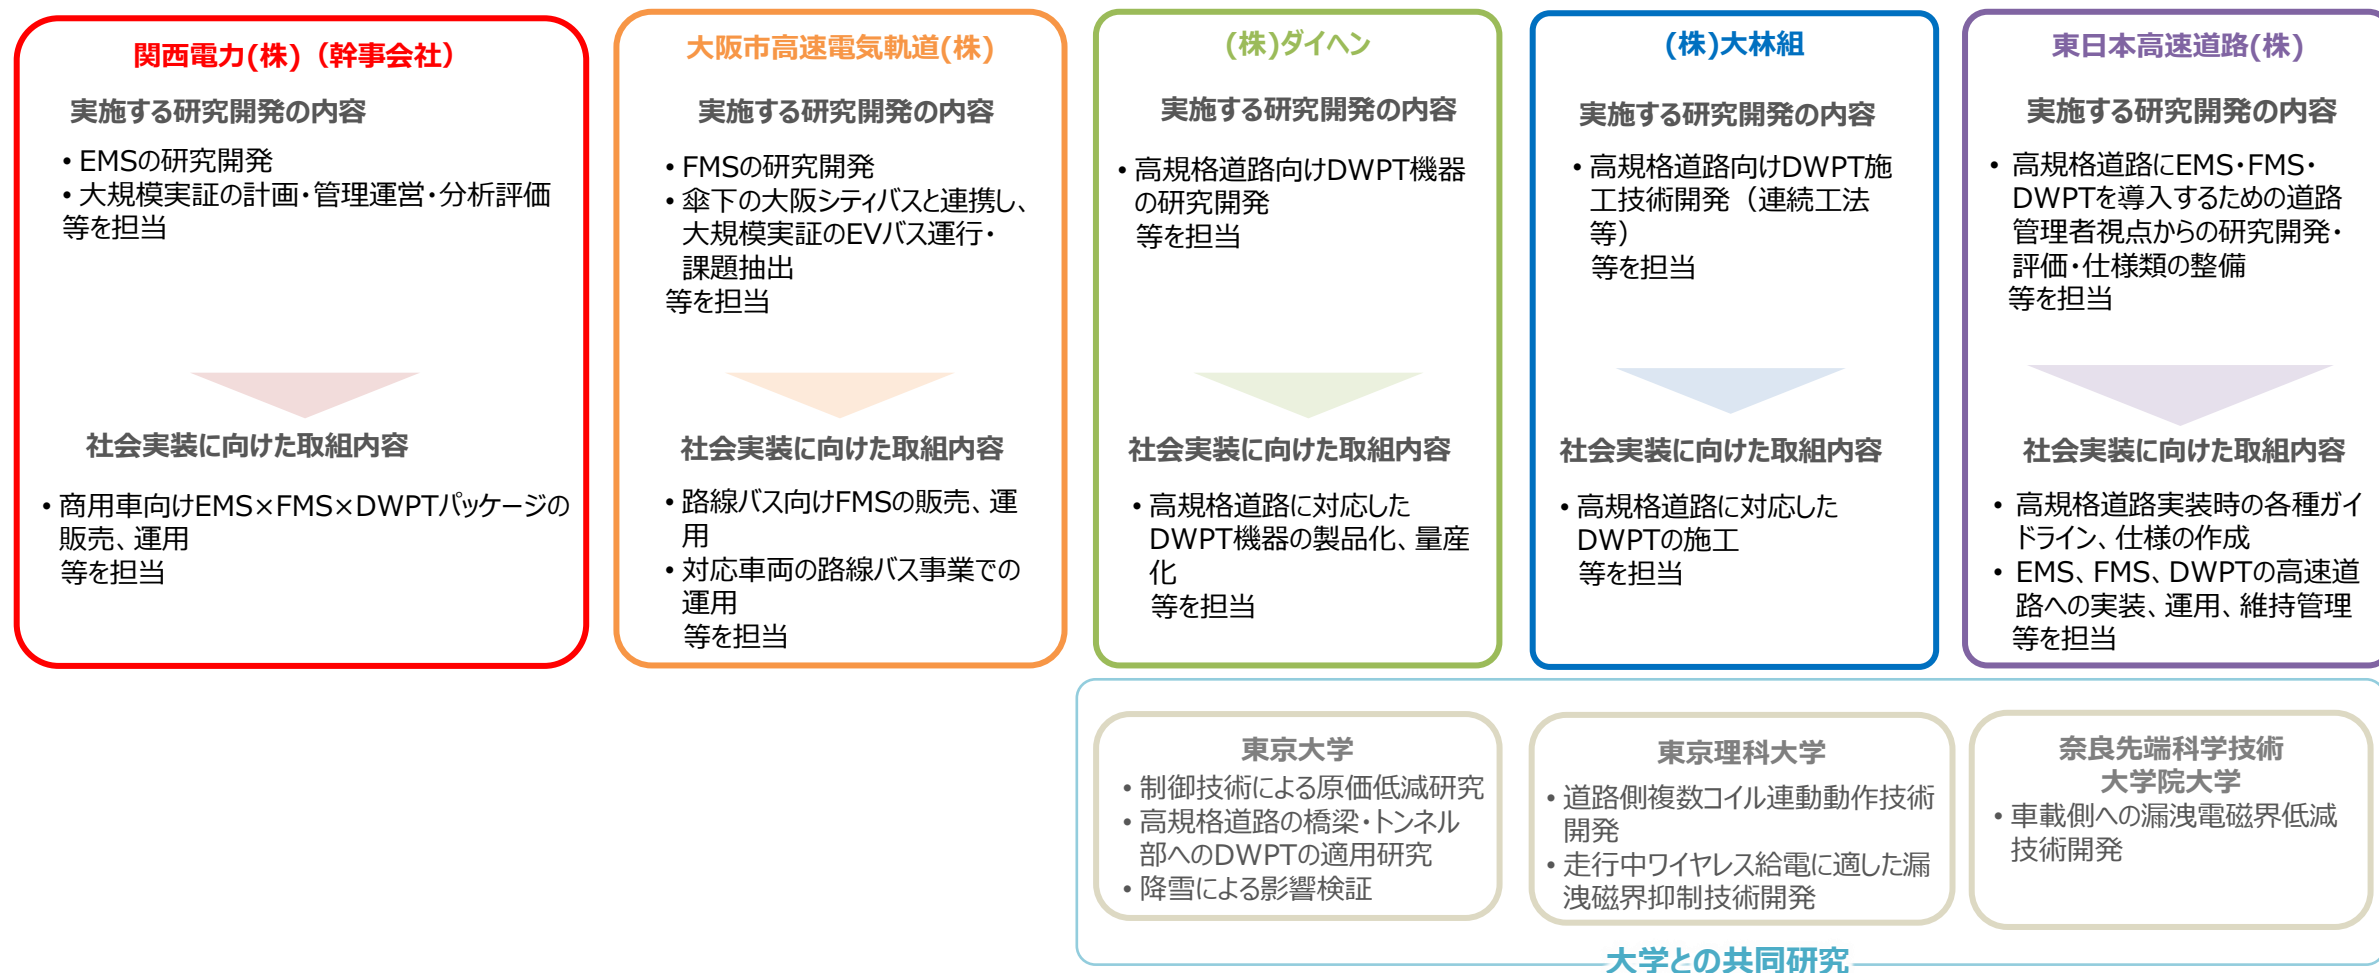 関西電力(株)（幹事会社）
実施する研究開発の内容
• EMSの研究開発
• 大規模実証の計画・管理運営・分析評価
等を担当
社会実装に向けた取組内容
• 商用車向けEMS×FMS×DWPTパッケージの
販売、運用
等を担当
大阪市高速電気軌道(株)
実施する研究開発の内容
• FMSの研究開発
• 傘下の大阪シティバスと連携し、
大規模実証のEVバス運行・
課題抽出
等を担当
社会実装に向けた取組内容
• 路線バス向けFMSの販売、運
用
• 対応車両の路線バス事業での
運用
等を担当
(株)ダイヘン
実施する研究開発の内容
• 高規格道路向けDWPT機器
の研究開発
等を担当
社会実装に向けた取組内容
• 高規格道路に対応した
DWPT機器の製品化、量産
化
等を担当
(株)大林組
実施する研究開発の内容
• 高規格道路向けDWPT施
工技術開発（連続工法
等）
等を担当
社会実装に向けた取組内容
• 高規格道路に対応した
DWPTの施工
等を担当
東日本高速道路(株)
実施する研究開発の内容
• 高規格道路にEMS・FMS・
DWPTを導入するための道路
管理者視点からの研究開発・
評価・仕様類の整備
等を担当
社会実装に向けた取組内容
• 高規格道路実装時の各種ガイ
ドライン、仕様の作成
• EMS、FMS、DWPTの高速道
路への実装、運用、維持管理
等を担当
東京大学
• 制御技術による原価低減研究
• 高規格道路の橋梁・トンネル
部へのDWPTの適用研究
• 降雪による影響検証
東京理科大学
• 道路側複数コイル連動動作技術
開発
• 走行中ワイヤレス給電に適した漏
洩磁界抑制技術開発
奈良先端科学技術
大学院大学
• 車載側への漏洩電磁界低減
技術開発
大学との共同研究